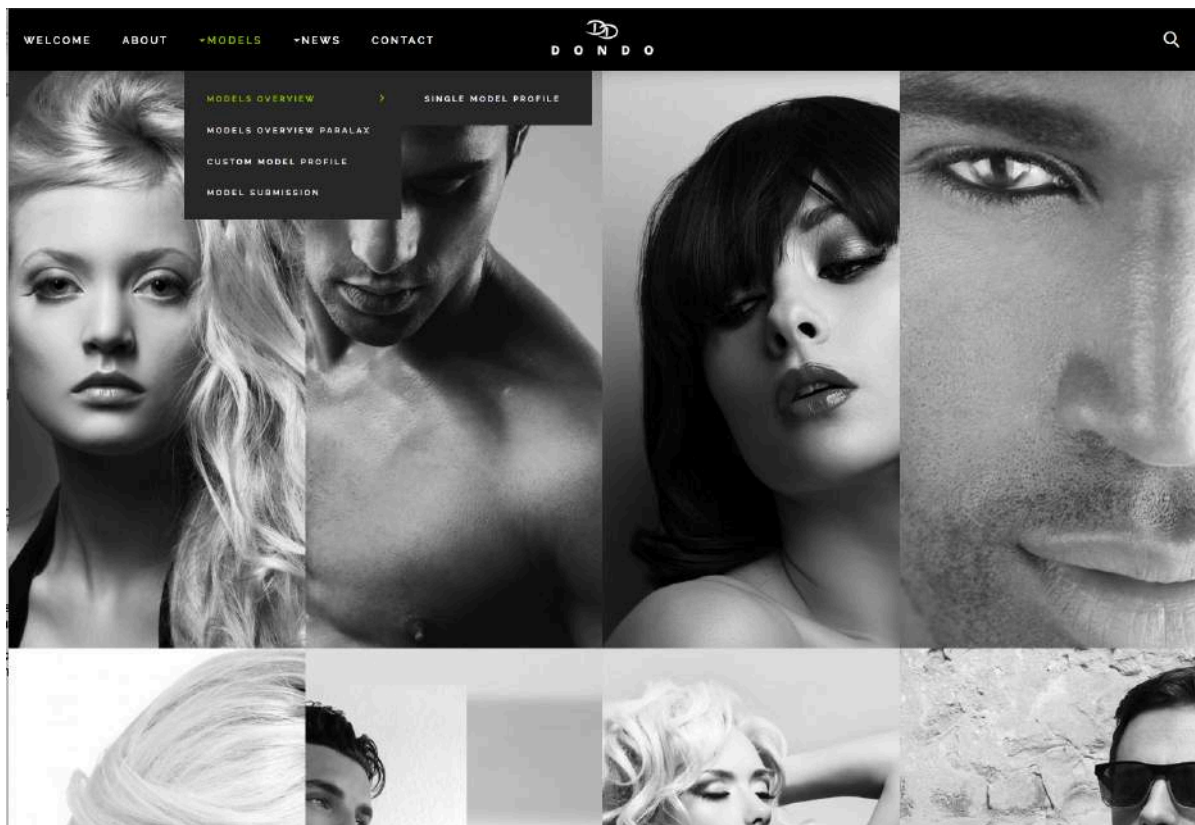 WELCOME ABOUT MODELS NEWS CONTACT
DONDO
MODELS OVERVIEW
SINGLE MODEL PROFILE
MODELS OVERVIEW PARALAX
CUSTOM MODEL PROFILE
MODEL SUBMISSION